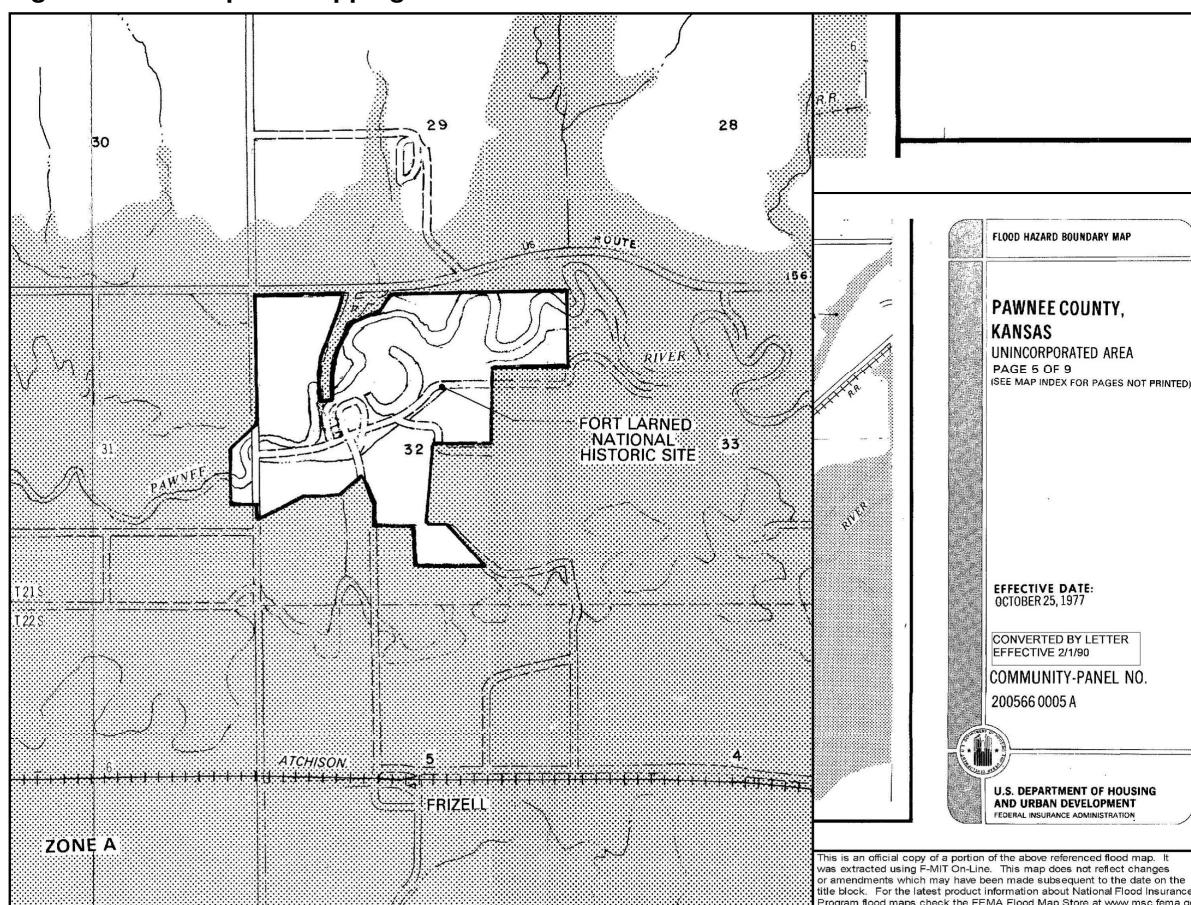 30
29
28
6
R.R.
US ROUTE
156
RIVER
FORT LARNED
NATIONAL
HISTORIC SITE
31
32
33
PAWNEE
T21S
T22S
6
ATCHISON
5
4
FRIZELL
ZONE A
R.R.
RIVER
FLOOD HAZARD BOUNDARY MAP
PAWNEE COUNTY,
KANSAS
UNINCORPORATED AREA
PAGE 5 OF 9
(SEE MAP INDEX FOR PAGES NOT PRINTED)
EFFECTIVE DATE:
OCTOBER 25, 1977
CONVERTED BY LETTER
EFFECTIVE 2/1/90
COMMUNITY-PANEL NO.
200566 0005 A
U.S. DEPARTMENT OF HOUSING
AND URBAN DEVELOPMENT
FEDERAL INSURANCE ADMINISTRATION
This is an official copy of a portion of the above referenced flood map. It
was extracted using F-MIT On-Line. This map does not reflect changes
or amendments which may have been made subsequent to the date on the
title block. For the latest product information about National Flood Insurance
Program flood maps check the FEMA Flood Map Store at www.msc.fema.g